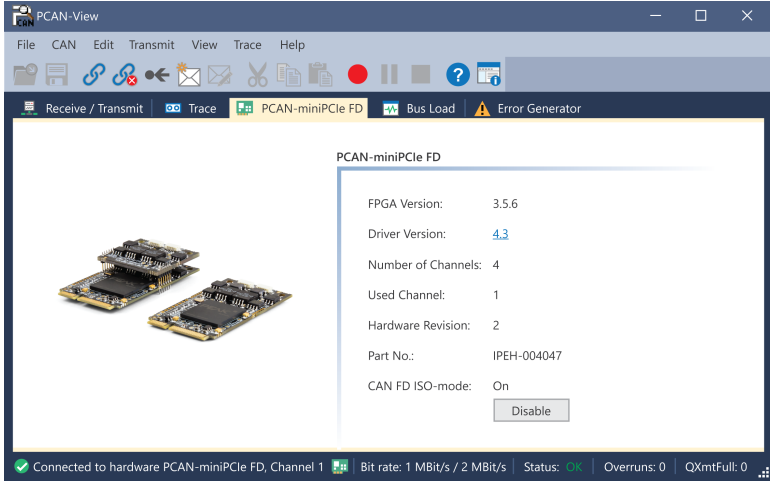 PCAN-View
File CAN Edit Transmit View Trace Help
Receive / Transmit Trace PCAN-miniPCIe FD Bus Load Error Generator
PCAN-miniPCIe FD
FPGA Version: 3.5.6
Driver Version: 4.3
Number of Channels: 4
Used Channel: 1
Hardware Revision: 2
Part No.: IPEH-004047
CAN FD ISO-mode: On
Disable
Connected to hardware PCAN-miniPCIe FD, Channel 1 Bit rate: 1 MBit/s / 2 MBit/s Status: OK Overruns: 0 QXmtFull: 0